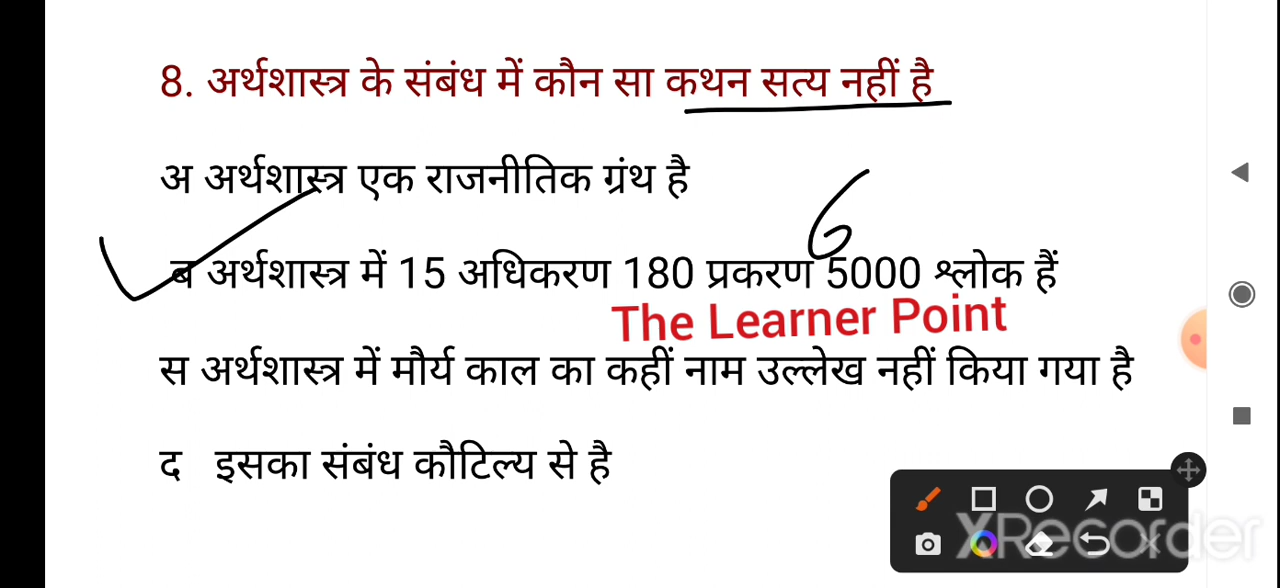 8. अर्थशास्त्र के संबंध में कौन सा कथन सत्य नहीं है
अ अर्थशास्त्र एक राजनीतिक ग्रंथ है
6
ब अर्थशास्त्र में 15 अधिकरण 180 प्रकरण 5000 श्लोक हैं
The Learner Point
स अर्थशास्त्र में मौर्य काल का कहीं नाम उल्लेख नहीं किया गया है
द इसका संबंध कौटिल्य से है
XRecorder